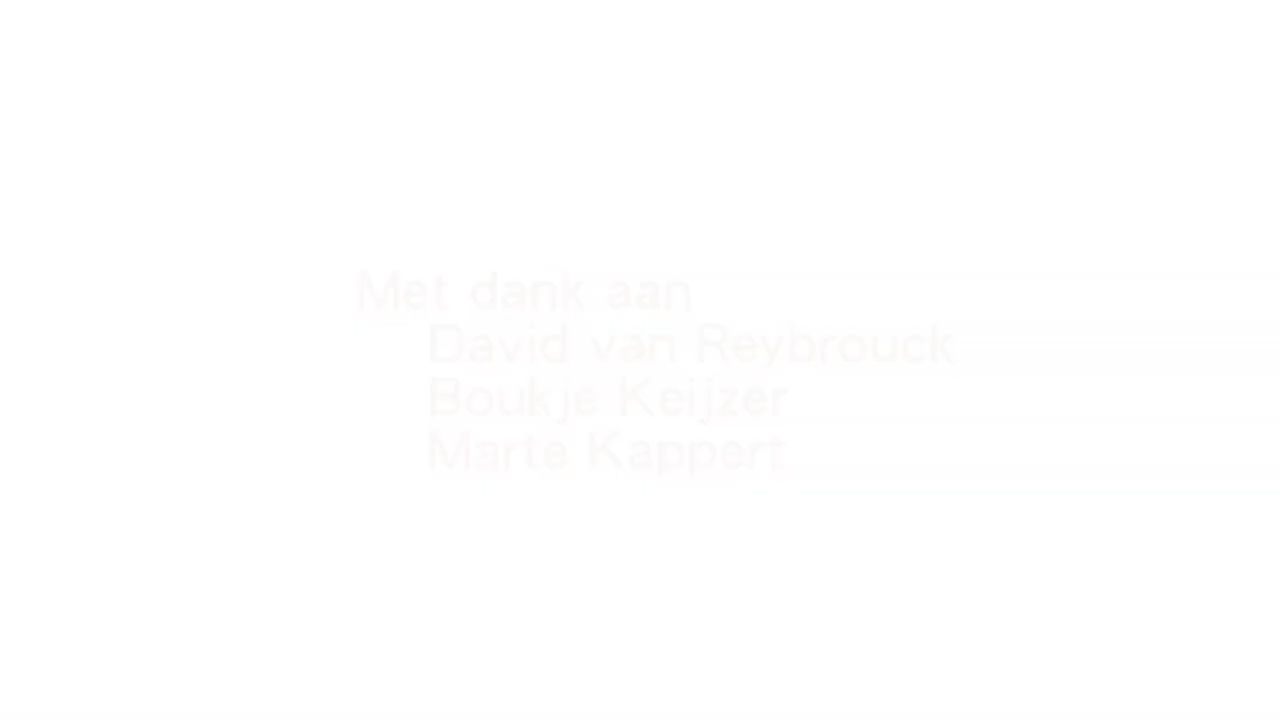 Met dank aan
David van Reybrouck
Boukje Keijzer
Marte Kappert